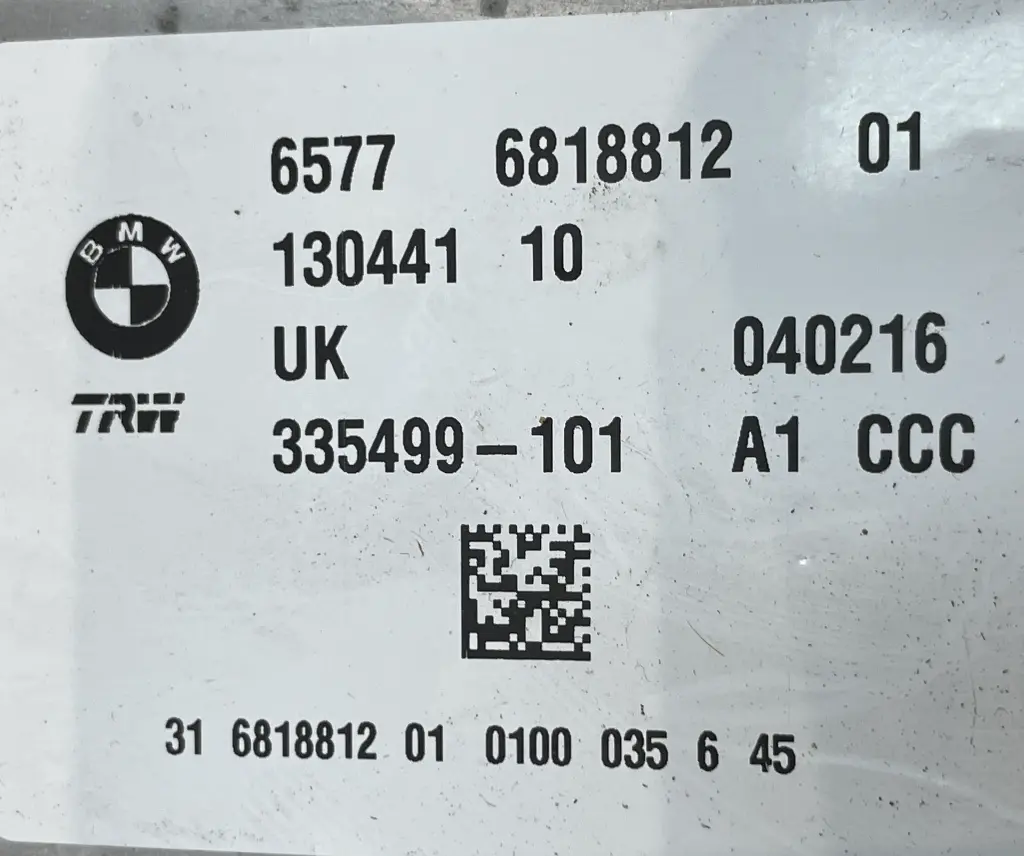 6577 6818812 01
130441 10
BMW
UK 040216
TRW
335499-101 A1 CCC
31 6818812 01 0100 035 6 45